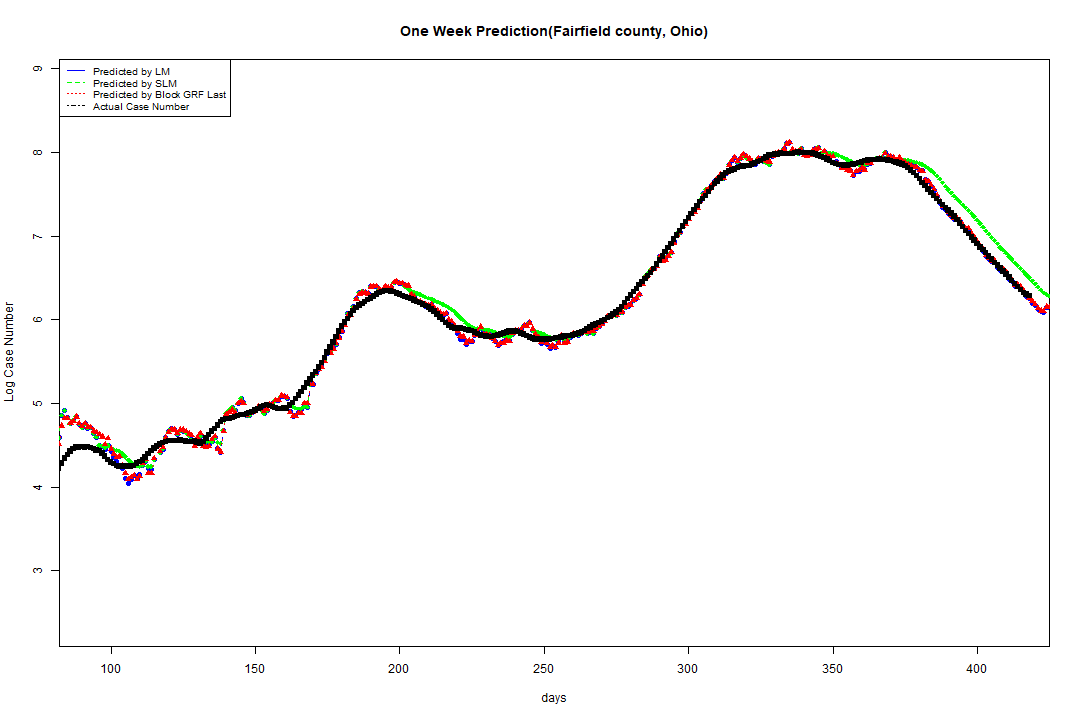 One Week Prediction(Fairfield county, Ohio)
Predicted by LM
Predicted by SLM
Predicted by Block GRF Last
Actual Case Number
9
8
7
6
5
4
3
Log Case Number
100 150 200 250 300 350 400
days